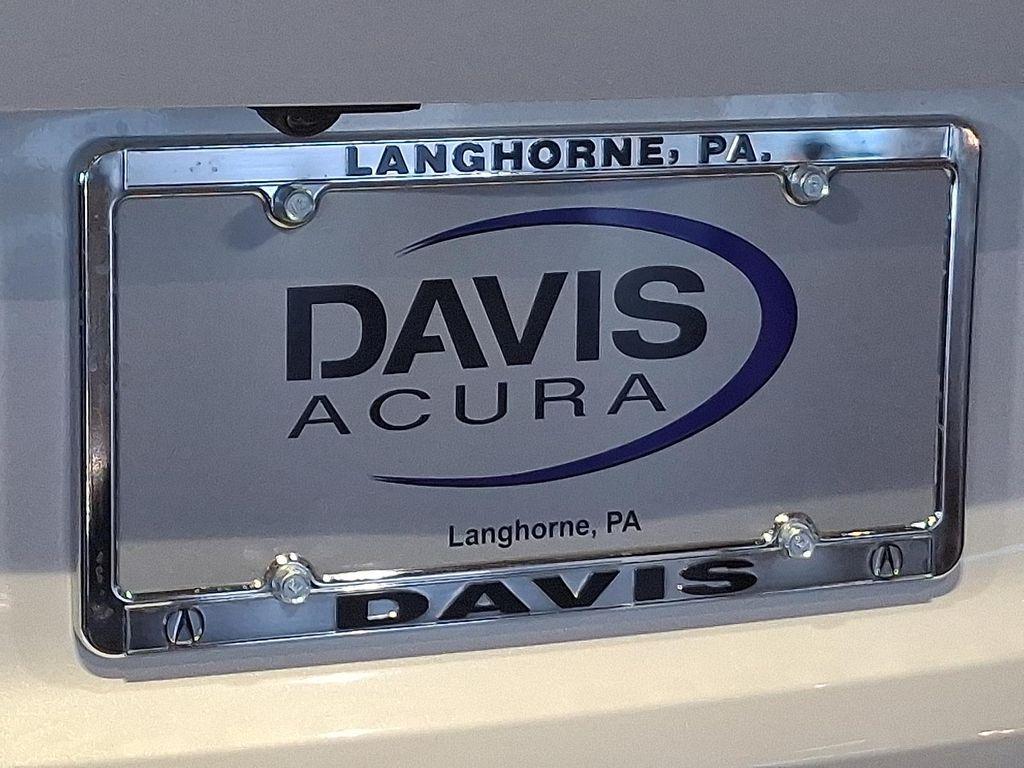 LANGHORNE, PA.
DAVIS
ACURA
Langhorne, PA
DAVIS